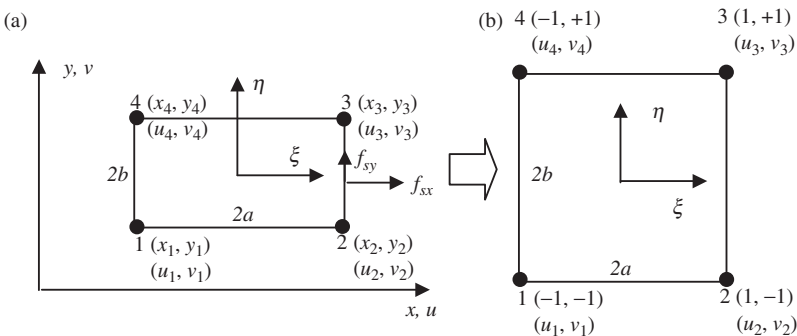 (a)
y, v
4 (x4, y4)
(u4, v4)
η
3 (x3, y3)
(u3, v3)
ξ
fsy
fsx
2b
2a
1 (x1, y1)
(u1, v1)
2 (x2, y2)
(u2, v2)
x, u
(b)
4 (−1, +1)
(u4, v4)
3 (1, +1)
(u3, v3)
η
2b
ξ
2a
1 (−1, −1)
(u1, v1)
2 (1, −1)
(u2, v2)